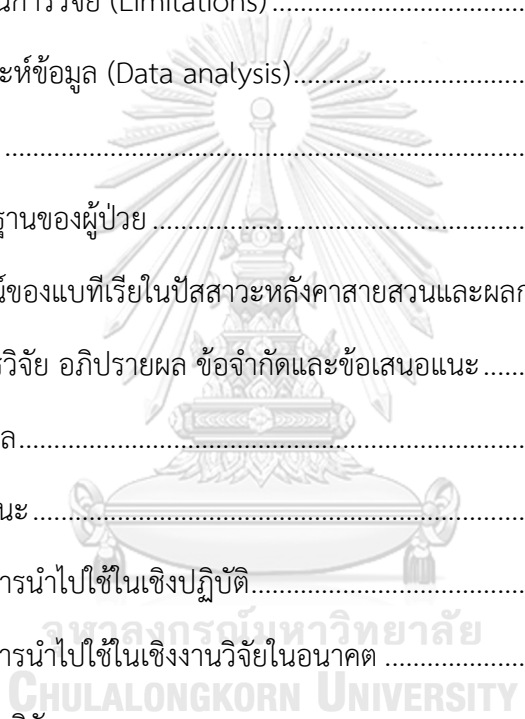 นการวิจัย (Limitations)....................................
ะห์ข้อมูล (Data analysis)....................................
....................................
ฐานของผู้ป่วย....................................
น์ของแบทีเรียในปัสสาวะหลังคาสายสวนและผลก
รวิจัย อภิปรายผล ข้อจำกัดและข้อเสนอแนะ......
ล....................................
นะ....................................
ารนำไปใช้ในเชิงปฏิบัติ....................................
จุฬาลงกรณ์มหาวิทยาลัย
ารนำไปใช้ในเชิงงานวิจัยในอนาคต....................
CHULALONGKORN UNIVERSITY